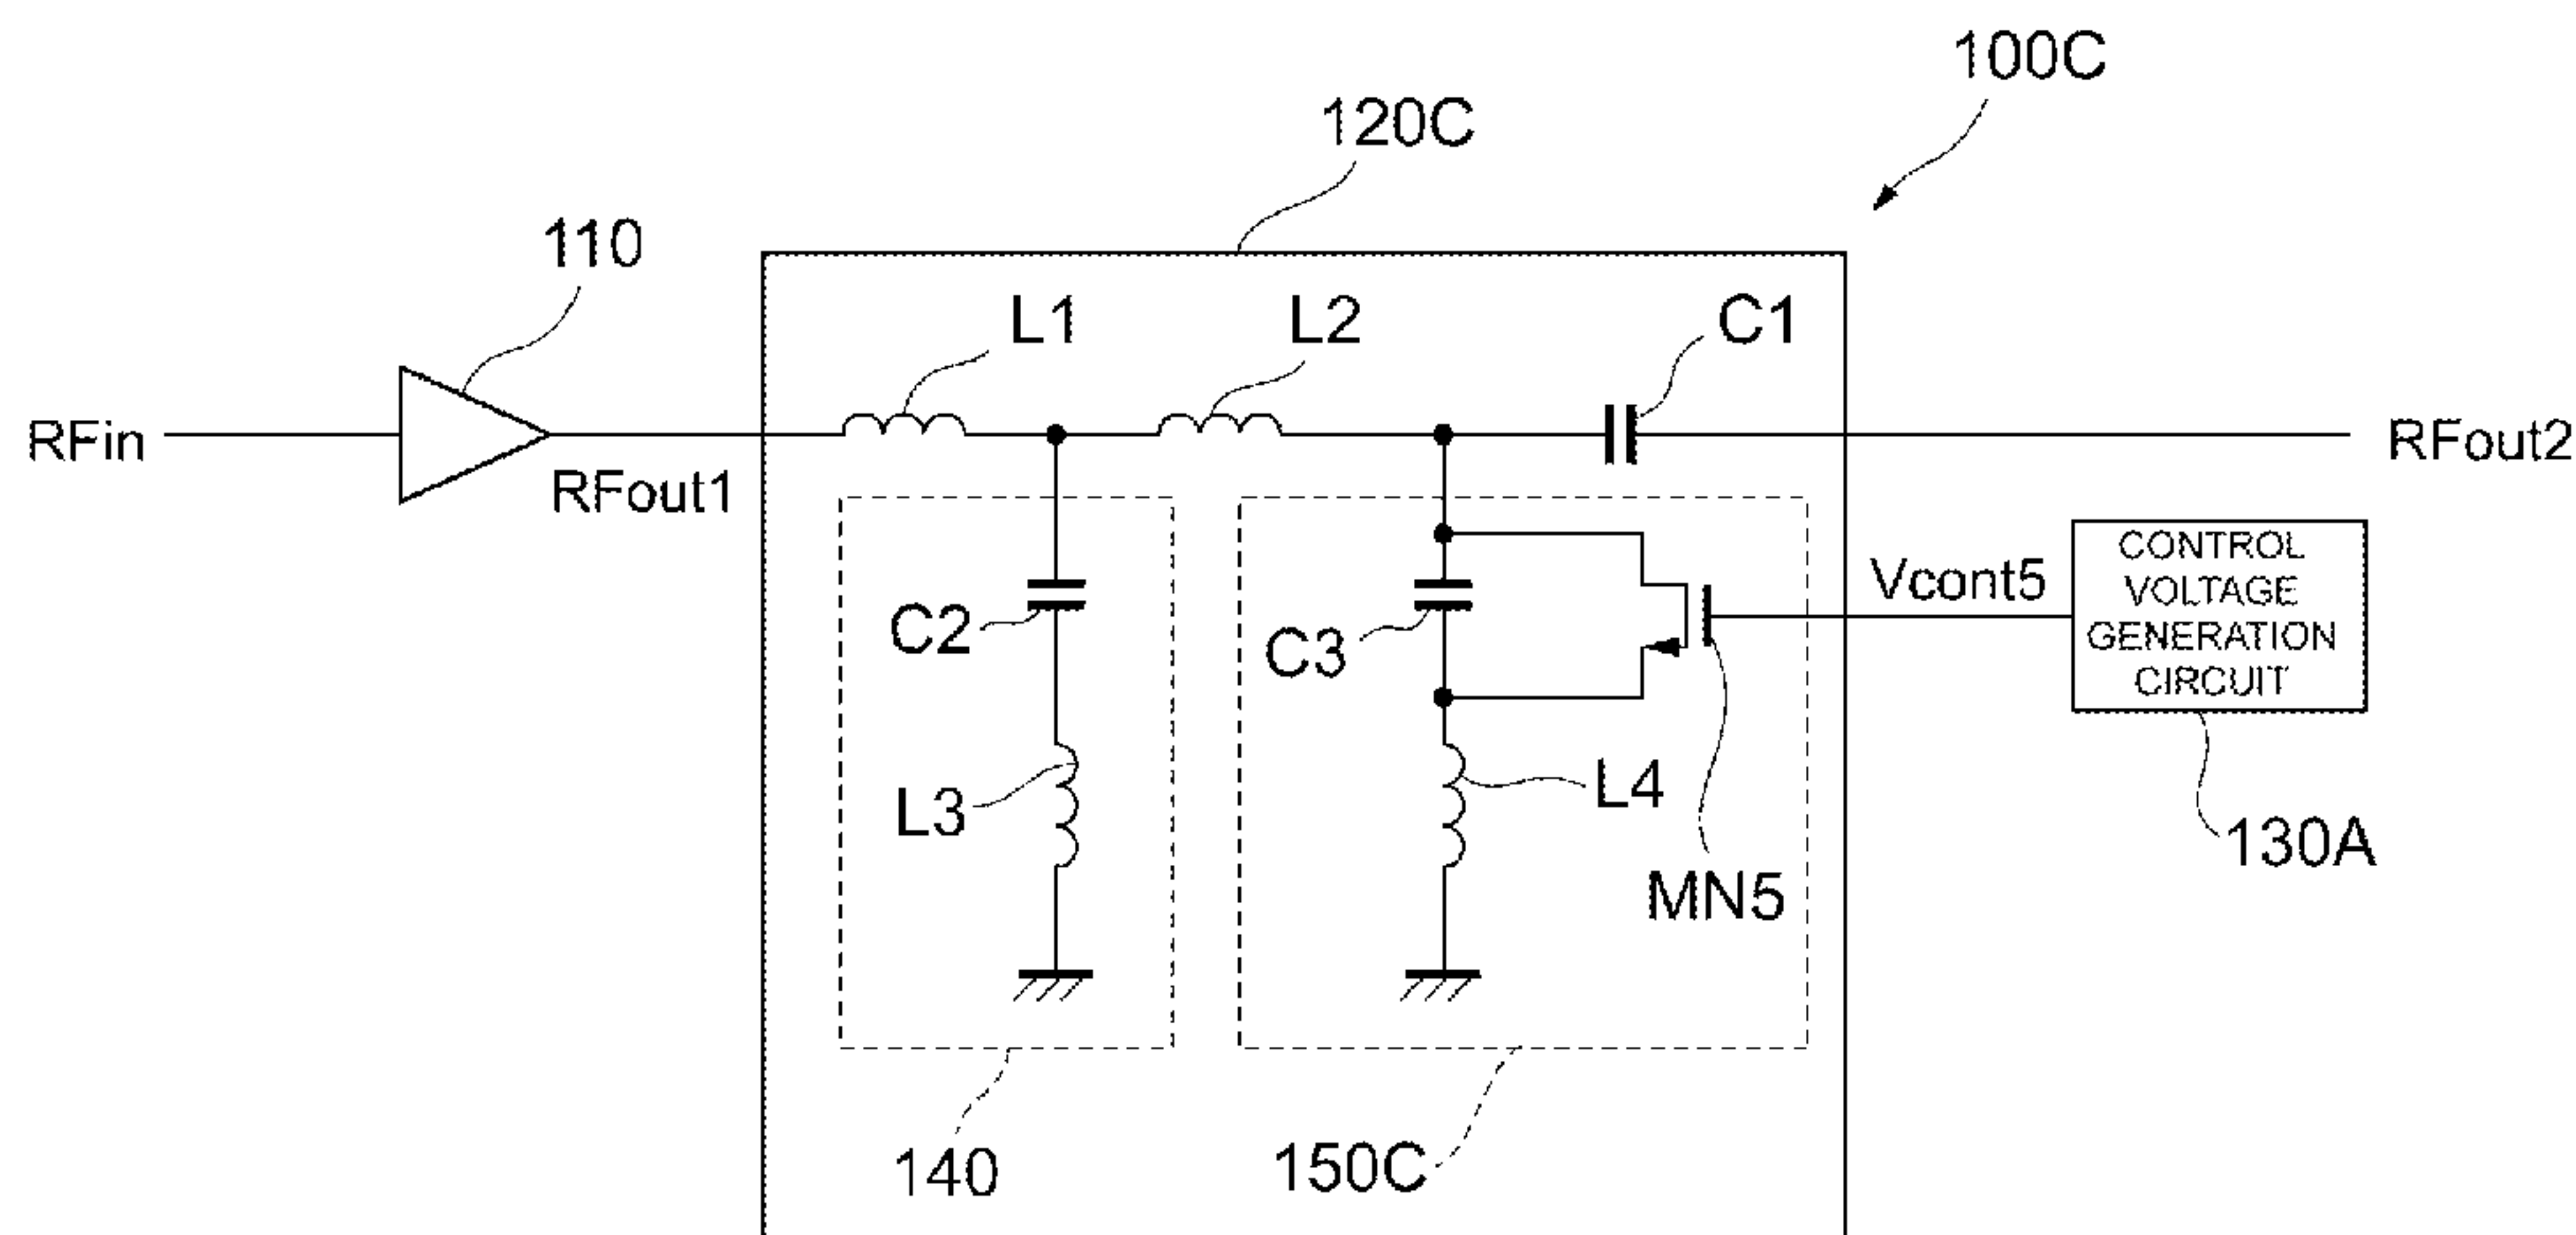 100C
120C
110
L1
L2
C1
RFin
RFout1
RFout2
CONTROL
VOLTAGE
GENERATION
CIRCUIT
Vcont5
C2
C3
L3
L4
MN5
130A
140
150C